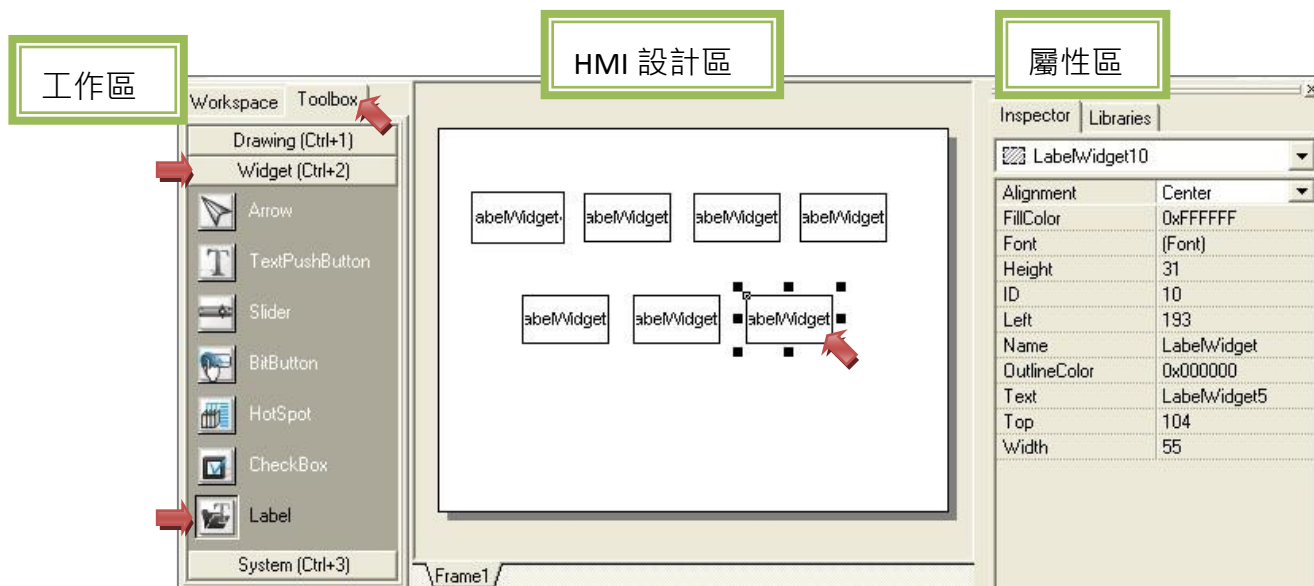 工作區
HMI 設計區
屬性區
Workspace Toolbox
Drawing (Ctrl+1)
Widget (Ctrl+2)
Arrow
TextPushButton
Slider
BitButton
HotSpot
CheckBox
Label
System (Ctrl+3)
abelWidget abelWidget abelWidget abelWidget
abelWidget abelWidget abelWidget
Frame1
Inspector Libraries
LabelWidget10
Alignment Center
FillColor 0xFFFFFF
Font (Font)
Height 31
ID 10
Left 193
Name LabelWidget
OutlineColor 0x000000
Text LabelWidget5
Top 104
Width 55